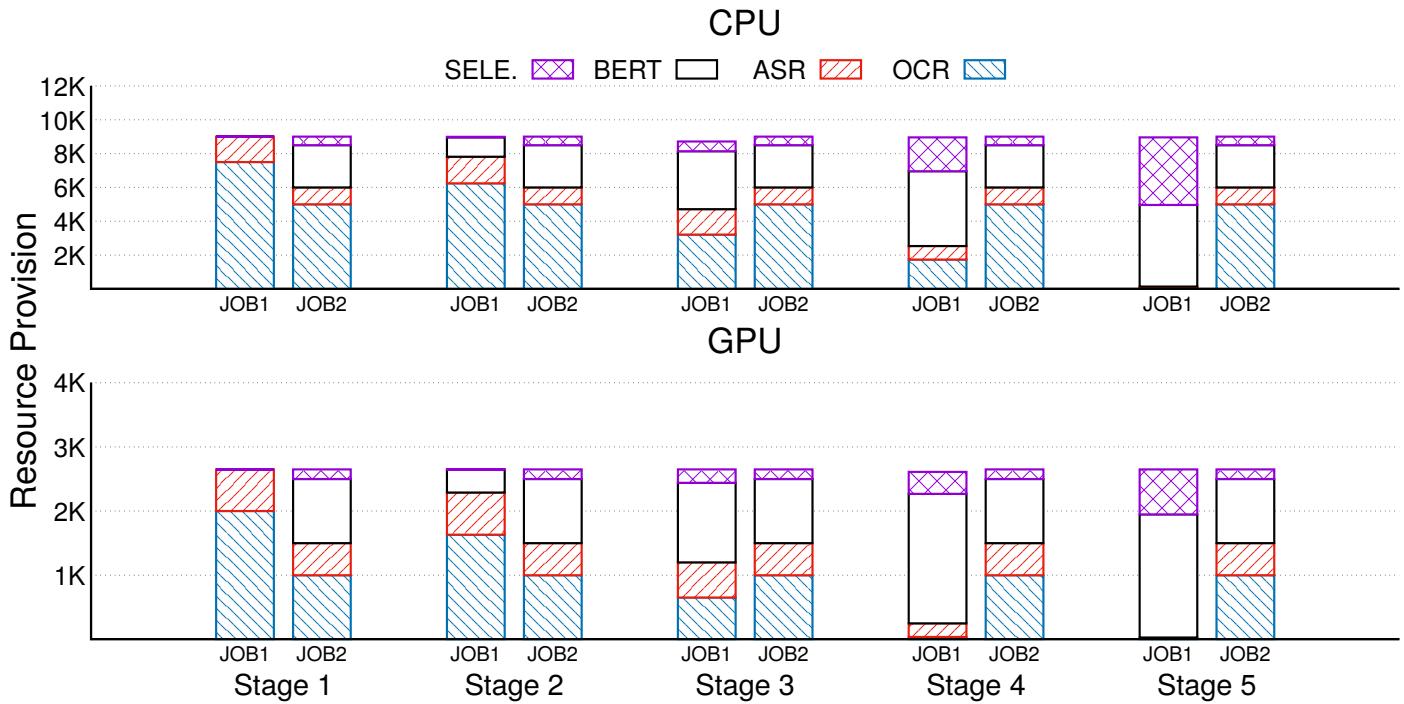 CPU
SELE. BERT ASR OCR
12K
10K
8K
6K
4K
2K
JOB1 JOB2 JOB1 JOB2 JOB1 JOB2 JOB1 JOB2 JOB1 JOB2
Resource Provision
GPU
4K
3K
2K
1K
JOB1 JOB2 JOB1 JOB2 JOB1 JOB2 JOB1 JOB2 JOB1 JOB2
Stage 1 Stage 2 Stage 3 Stage 4 Stage 5